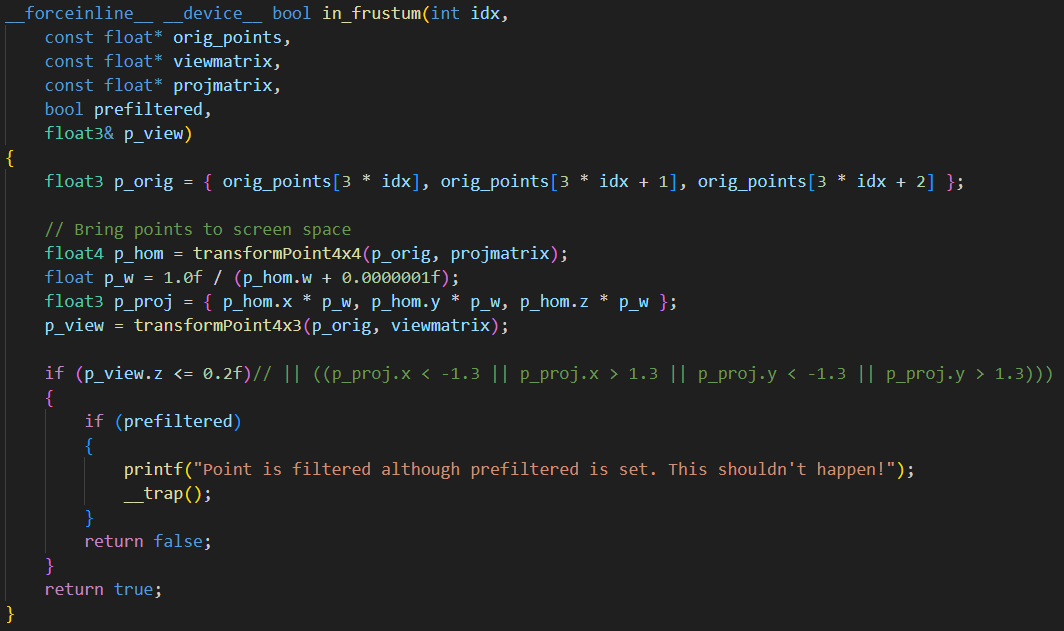 __forceinline__ __device__ bool in_frustum(int idx,
    const float* orig_points,
    const float* viewmatrix,
    const float* projmatrix,
    bool prefiltered,
    float3& p_view)
{
    float3 p_orig = { orig_points[3 * idx], orig_points[3 * idx + 1], orig_points[3 * idx + 2] };

    // Bring points to screen space
    float4 p_hom = transformPoint4x4(p_orig, projmatrix);
    float p_w = 1.0f / (p_hom.w + 0.0000001f);
    float3 p_proj = { p_hom.x * p_w, p_hom.y * p_w, p_hom.z * p_w };
    p_view = transformPoint4x3(p_orig, viewmatrix);

    if (p_view.z <= 0.2f)// || ((p_proj.x < -1.3 || p_proj.x > 1.3 || p_proj.y < -1.3 || p_proj.y > 1.3)))
    {
        if (prefiltered)
        {
            printf("Point is filtered although prefiltered is set. This shouldn't happen!");
            __trap();
        }
        return false;
    }
    return true;
}